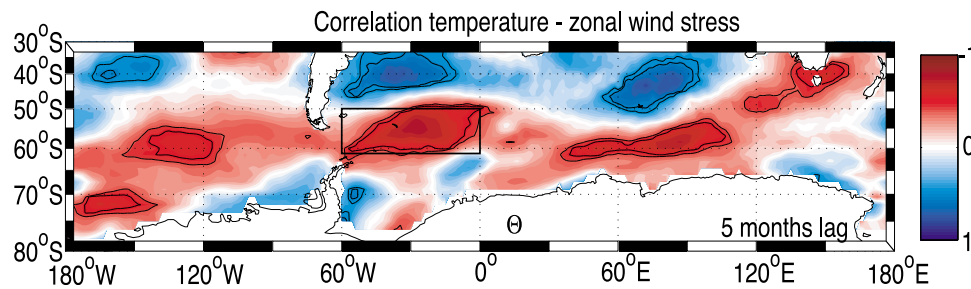 Correlation temperature - zonal wind stress
30°S
40°S
50°S
60°S
70°S
80°S
Θ
5 months lag
180°W
120°W
60°W
0°
60°E
120°E
180°E
-1
0
1